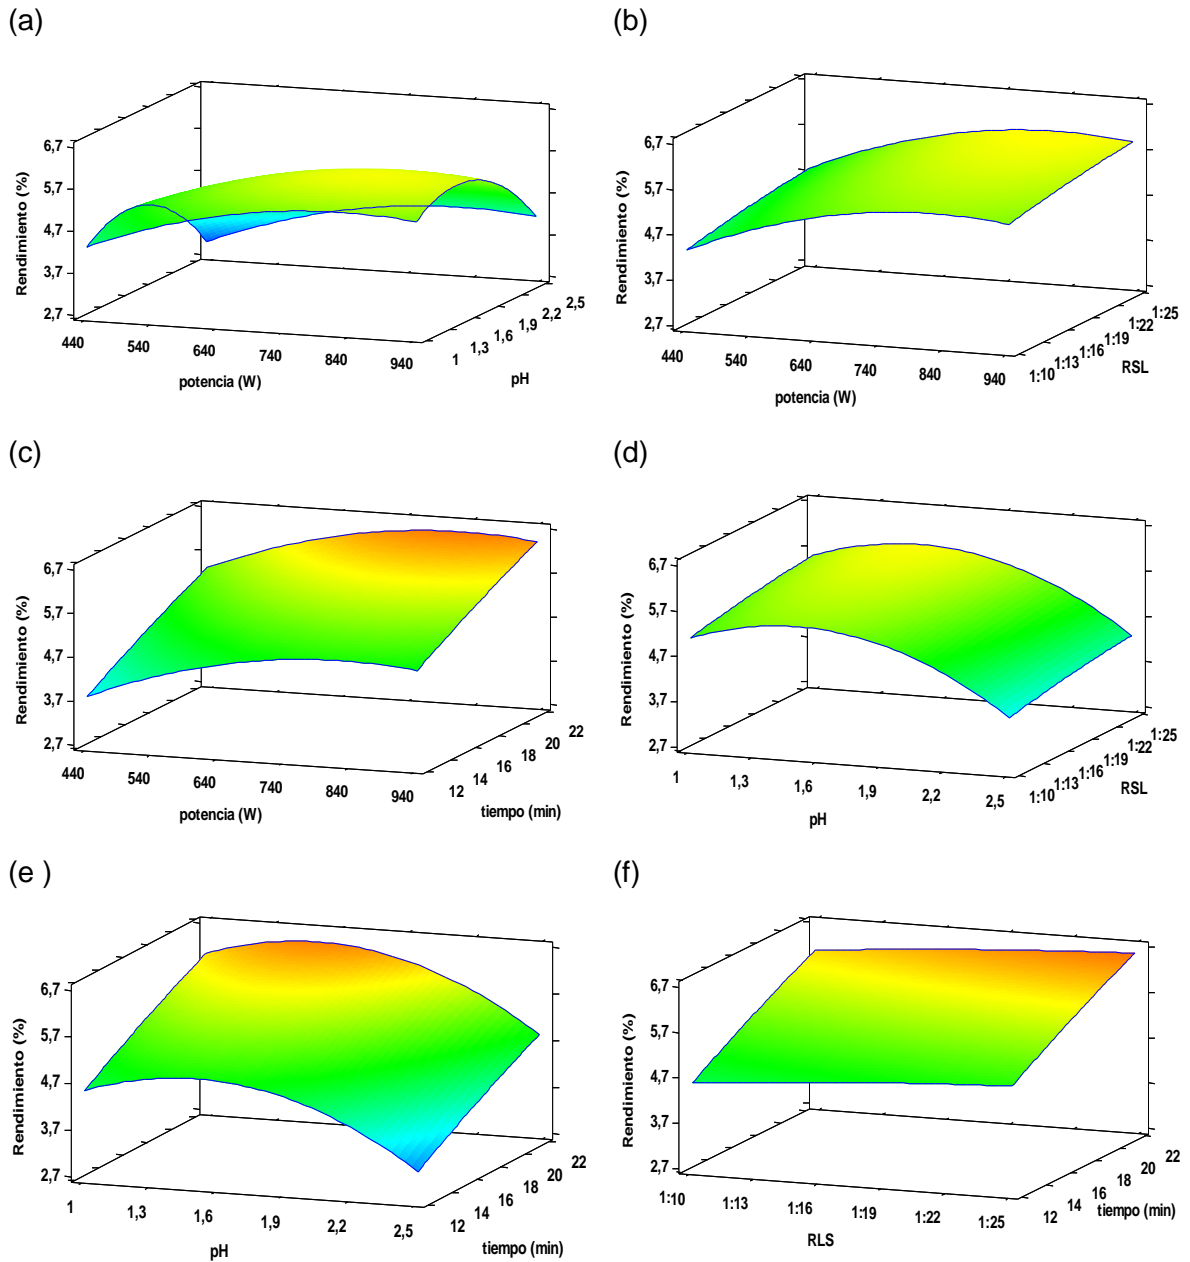 (a)
6,7
5,7
4,7
3,7
2,7
Rendimiento (%)
440 540 640 740 840 940
potencia (W)
1 1,3 1,6 1,9 2,2 2,5
pH
(b)
6,7
5,7
4,7
3,7
2,7
Rendimiento (%)
440 540 640 740 840 940
potencia (W)
1:10 1:13 1:16 1:19 1:22 1:25
RSL
(c)
6,7
5,7
4,7
3,7
2,7
Rendimiento (%)
440 540 640 740 840 940
potencia (W)
12 14 16 18 20 22
tiempo (min)
(d)
6,7
5,7
4,7
3,7
2,7
Rendimiento (%)
1 1,3 1,6 1,9 2,2 2,5
pH
1:10 1:13 1:16 1:19 1:22 1:25
RSL
(e )
6,7
5,7
4,7
3,7
2,7
Rendimiento (%)
1 1,3 1,6 1,9 2,2 2,5
pH
12 14 16 18 20 22
tiempo (min)
(f)
6,7
5,7
4,7
3,7
2,7
Rendimiento (%)
1:10 1:13 1:16 1:19 1:22 1:25
RLS
12 14 16 18 20 22
tiempo (min)